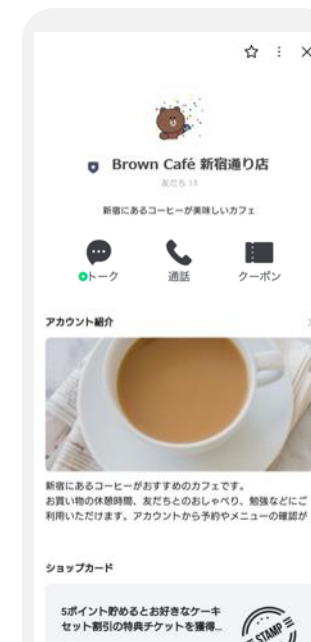 Brown Café 新宿通り店
友だち 13
新宿にあるコーヒーが美味しいカフェ
トーク
通話
クーポン
アカウント紹介
新宿にあるコーヒーがおすすめのカフェです。
お買い物の休憩時間、友だちとのおしゃべり、勉強などにご
利用いただけます。アカウントから予約やメニューの確認が
ショップカード
5ポイント貯めるとお好きなケーキ
セット割引の特典チケットを獲得...
STAMP